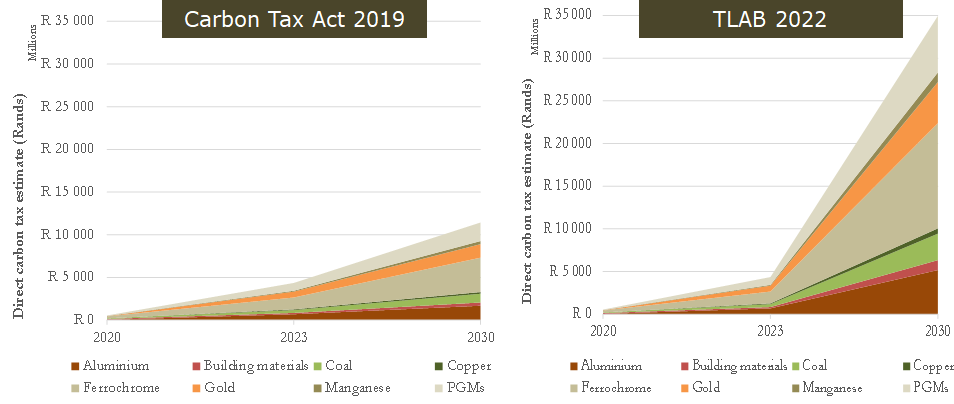 Carbon Tax Act 2019
Direct carbon tax estimate (Rands)
Millions
R 35 000
R 30 000
R 25 000
R 20 000
R 15 000
R 10 000
R 5 000
R 0
2020
2023
2030
Aluminium
Building materials
Coal
Copper
Ferrochrome
Gold
Manganese
PGMs
TLAB 2022
Direct carbon tax estimate (Rands)
Millions
R 35 000
R 30 000
R 25 000
R 20 000
R 15 000
R 10 000
R 5 000
R 0
2020
2023
2030
Aluminium
Building materials
Coal
Copper
Ferrochrome
Gold
Manganese
PGMs